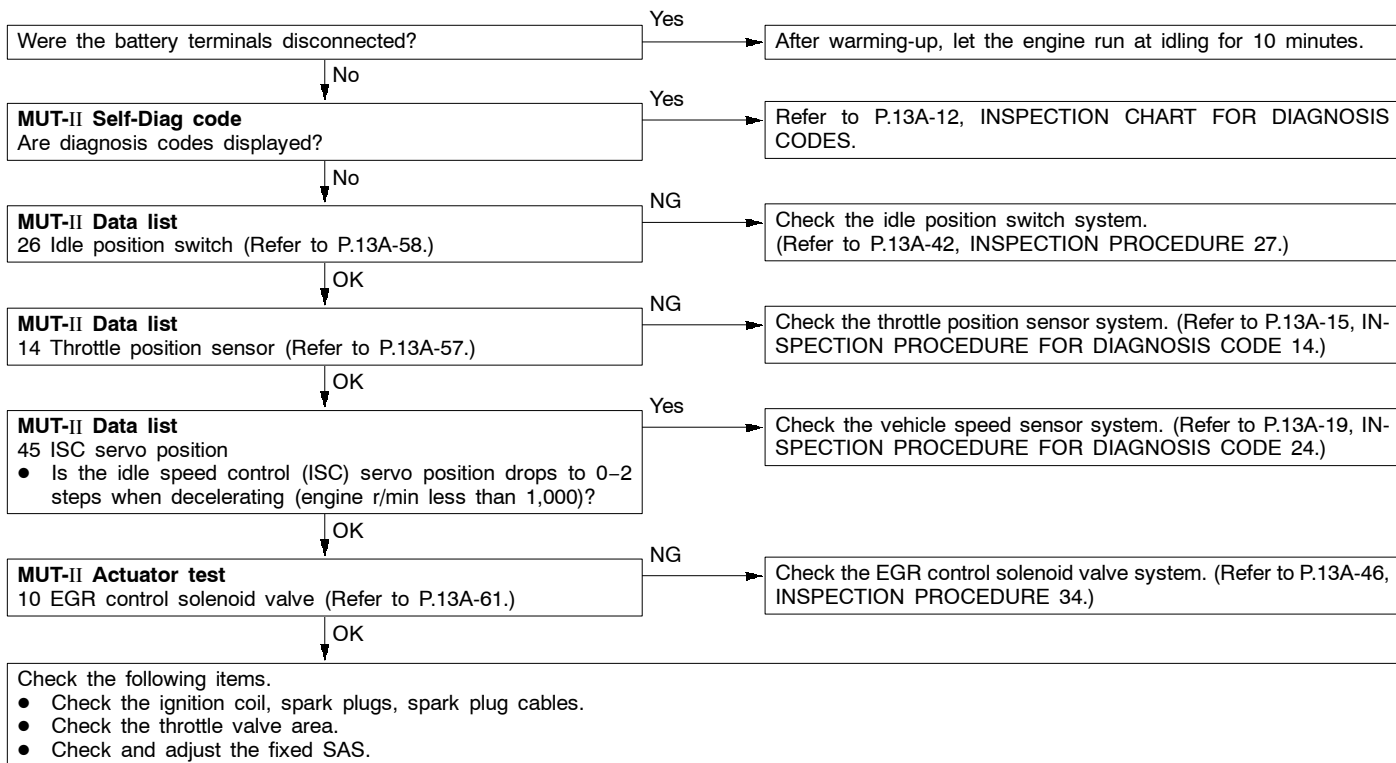 Yes
Were the battery terminals disconnected?
After warming-up, let the engine run at idling for 10 minutes.
No
Yes
MUT-II Self-Diag code
Are diagnosis codes displayed?
Refer to P.13A-12, INSPECTION CHART FOR DIAGNOSIS
CODES.
No
NG
MUT-II Data list
26 Idle position switch (Refer to P.13A-58.)
Check the idle position switch system.
(Refer to P.13A-42, INSPECTION PROCEDURE 27.)
OK
NG
MUT-II Data list
14 Throttle position sensor (Refer to P.13A-57.)
Check the throttle position sensor system. (Refer to P.13A-15, IN-
SPECTION PROCEDURE FOR DIAGNOSIS CODE 14.)
OK
Yes
MUT-II Data list
45 ISC servo position
● Is the idle speed control (ISC) servo position drops to 0–2
steps when decelerating (engine r/min less than 1,000)?
Check the vehicle speed sensor system. (Refer to P.13A-19, IN-
SPECTION PROCEDURE FOR DIAGNOSIS CODE 24.)
OK
NG
MUT-II Actuator test
10 EGR control solenoid valve (Refer to P.13A-61.)
Check the EGR control solenoid valve system. (Refer to P.13A-46,
INSPECTION PROCEDURE 34.)
OK
Check the following items.
● Check the ignition coil, spark plugs, spark plug cables.
● Check the throttle valve area.
● Check and adjust the fixed SAS.